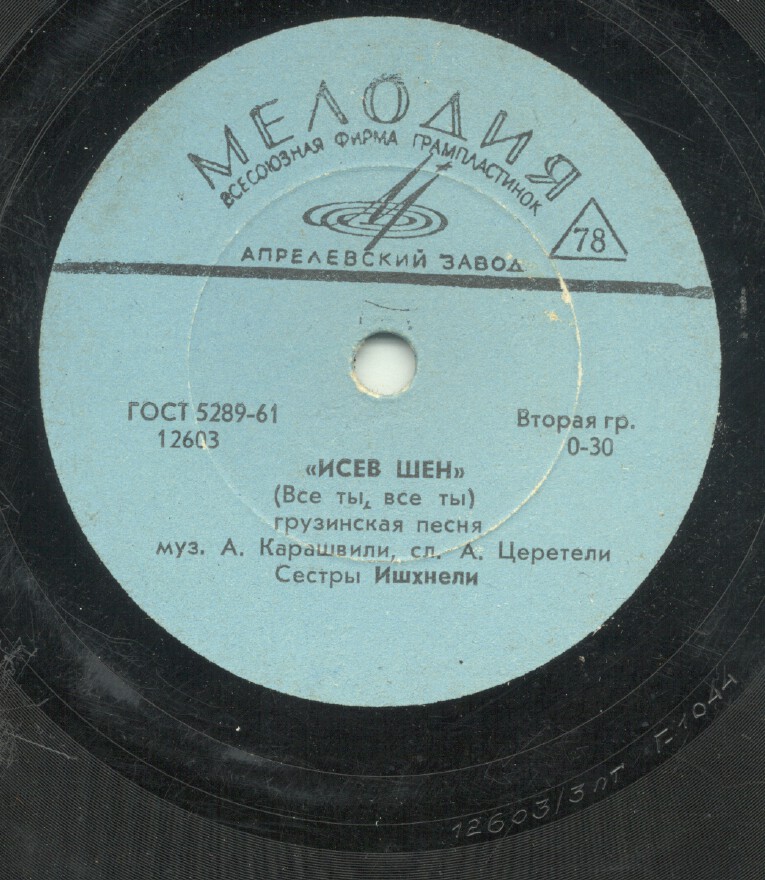 МЕЛОДИЯ
ВСЕСОЮЗНАЯ ФИРМА ГРАМПЛАСТИНОК
АПРЕЛЕВСКИЙ ЗАВОД
78
ГОСТ 5289-61
12603
Вторая гр.
0-30
«ИСЕВ ШЕН»
(Все ты, все ты)
грузинская песня
муз. А. Карашвили, сл. А. Церетели
Сестры Ишхнели
12603/3пт Г-1044